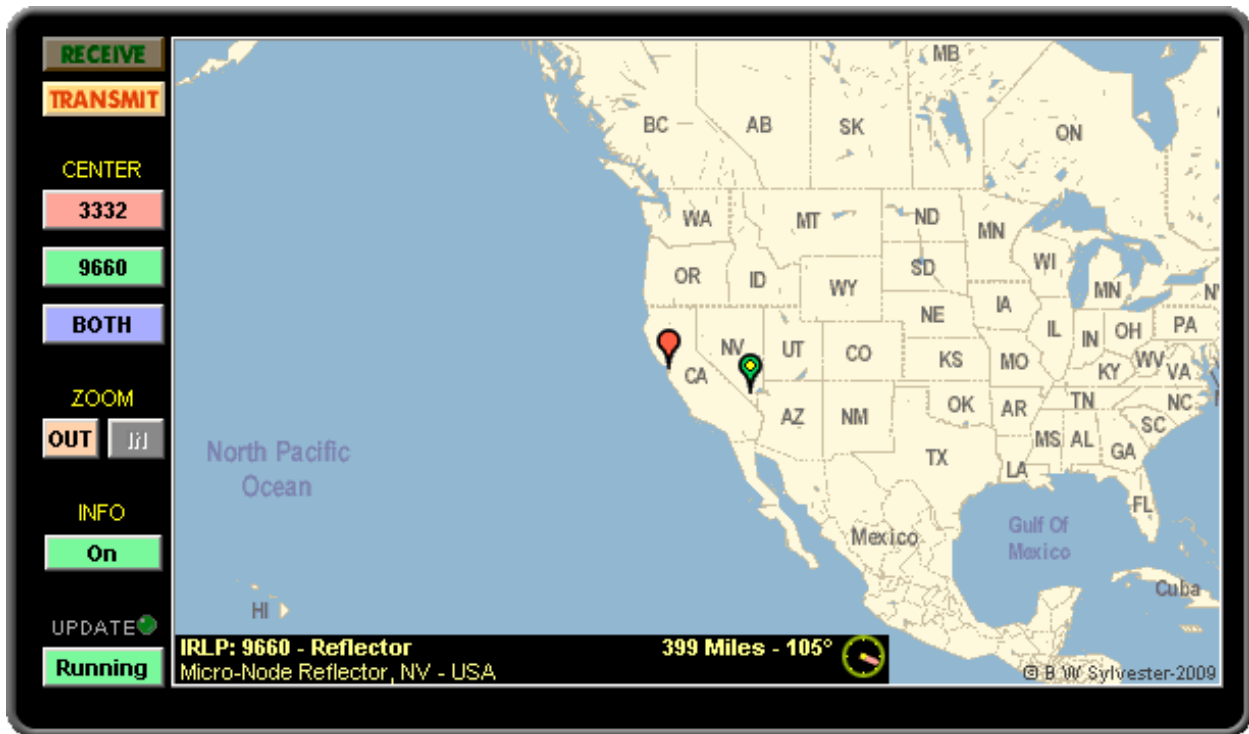 RECEIVE
TRANSMIT
CENTER
3332
9660
BOTH
ZOOM
OUT
INFO
On
UPDATE
Running
MB
BC
AB
SK
ON
WA
MT
ND
MN
OR
ID
WY
SD
WI
MN
NE
IA
IL
IN
OH
PA
NV
UT
CO
KS
MO
KY
WV
VA
CA
AZ
NM
OK
AR
TN
NC
SC
MS
AL
GA
TX
LA
FL
North Pacific
Ocean
Gulf Of
Mexico
Mexico
Cuba
HI
IRLP: 9660 - Reflector
399 Miles - 105°
Micro-Node Reflector, NV - USA
© B W Sylvester-2009